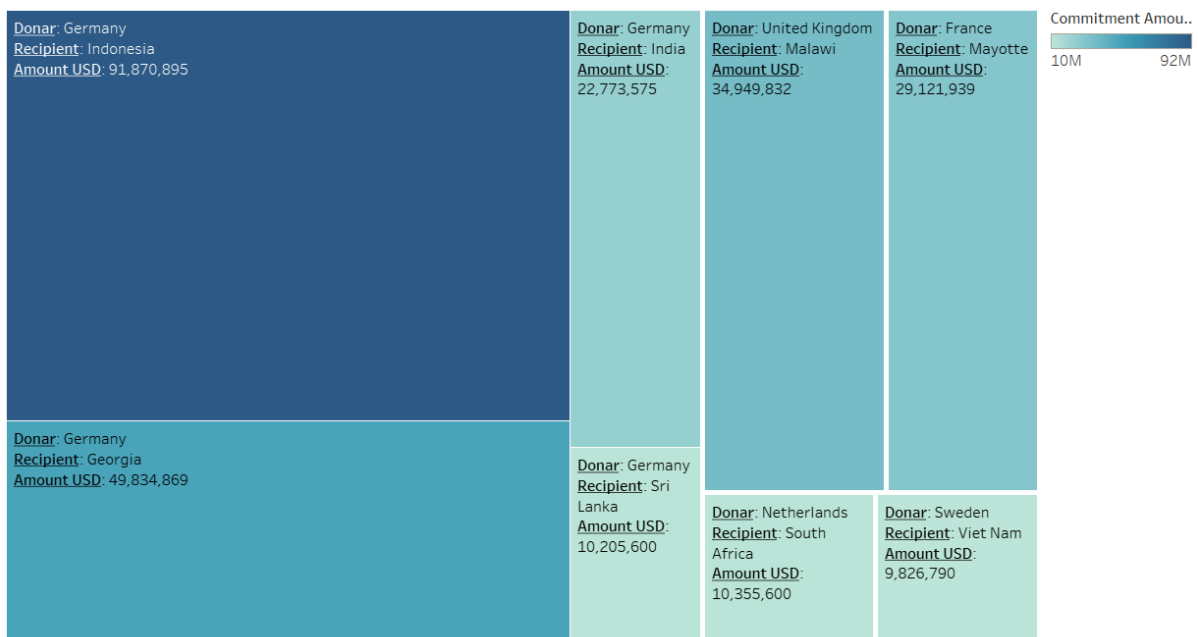 Donar: Germany
Recipient: Indonesia
Amount USD: 91,870,895
Donar: Germany
Recipient: Georgia
Amount USD: 49,834,869
Donar: Germany
Recipient: India
Amount USD:
22,773,575
Donar: Germany
Recipient: Sri
Lanka
Amount USD:
10,205,600
Donar: United Kingdom
Recipient: Malawi
Amount USD:
34,949,832
Donar: France
Recipient: Mayotte
Amount USD:
29,121,939
Donar: Netherlands
Recipient: South
Africa
Amount USD:
10,355,600
Donar: Sweden
Recipient: Viet Nam
Amount USD:
9,826,790
Commitment Amou..
10M 92M